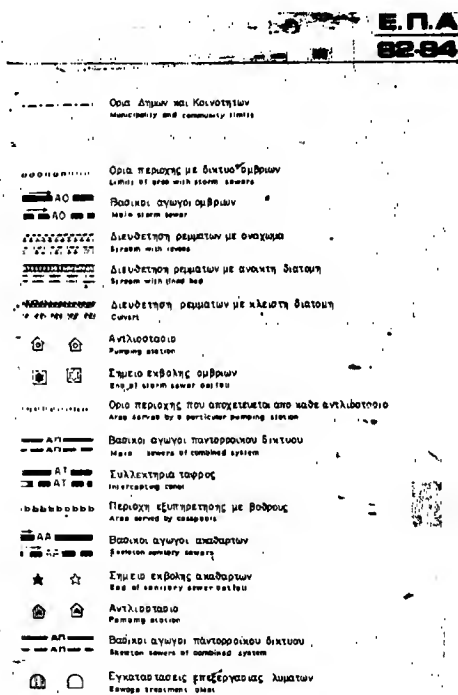 Ε.Π.Α
82-84
Ορια Δημων και Κοινοτητων
Municipality and community limits
Ορια περιοχης με δικτυο ομβριων
Limits of area with storm sewers
ΑΟ
ΑΟ
Βασικοι αγωγοι ομβριων
Main storm sewer
Διευθετηση ρεμματων με αναχωμα
Stream with levees
Διευθετηση ρεμματων με ανοικτη διατομη
Stream with lined bed
Διευθετηση ρεμματων με κλειστη διατομη
Culvert
Αντλιοστασιο
Pumping station
Σημειο εκβολης ομβριων
End of storm sewer outfall
Οριο περιοχης που αποχετευεται απο καθε αντλιοστασιο
Area served by a particular pumping station
ΑΠ
ΑΠ
Βασικοι αγωγοι παντορροικου δικτυου
Main sewers of combined system
ΑΤ
ΑΤ
Συλλεκτηρια ταφρος
Intercepting canal
Περιοχη εξυπηρετησης με βοθρους
Area served by cesspools
ΑΑ
ΑΑ
Βασικοι αγωγοι ακαθαρτων
Skeleton sanitary sewers
Σημειο εκβολης ακαθαρτων
End of sanitary sewer outfall
Αντλιοστασιο
Pumping station
ΑΠ
ΑΠ
Βασικοι αγωγοι παντορροικου δικτυου
Skeleton sewers of combined system
Εγκαταστασεις επεξεργασιας λυματων
Sewage treatment plant